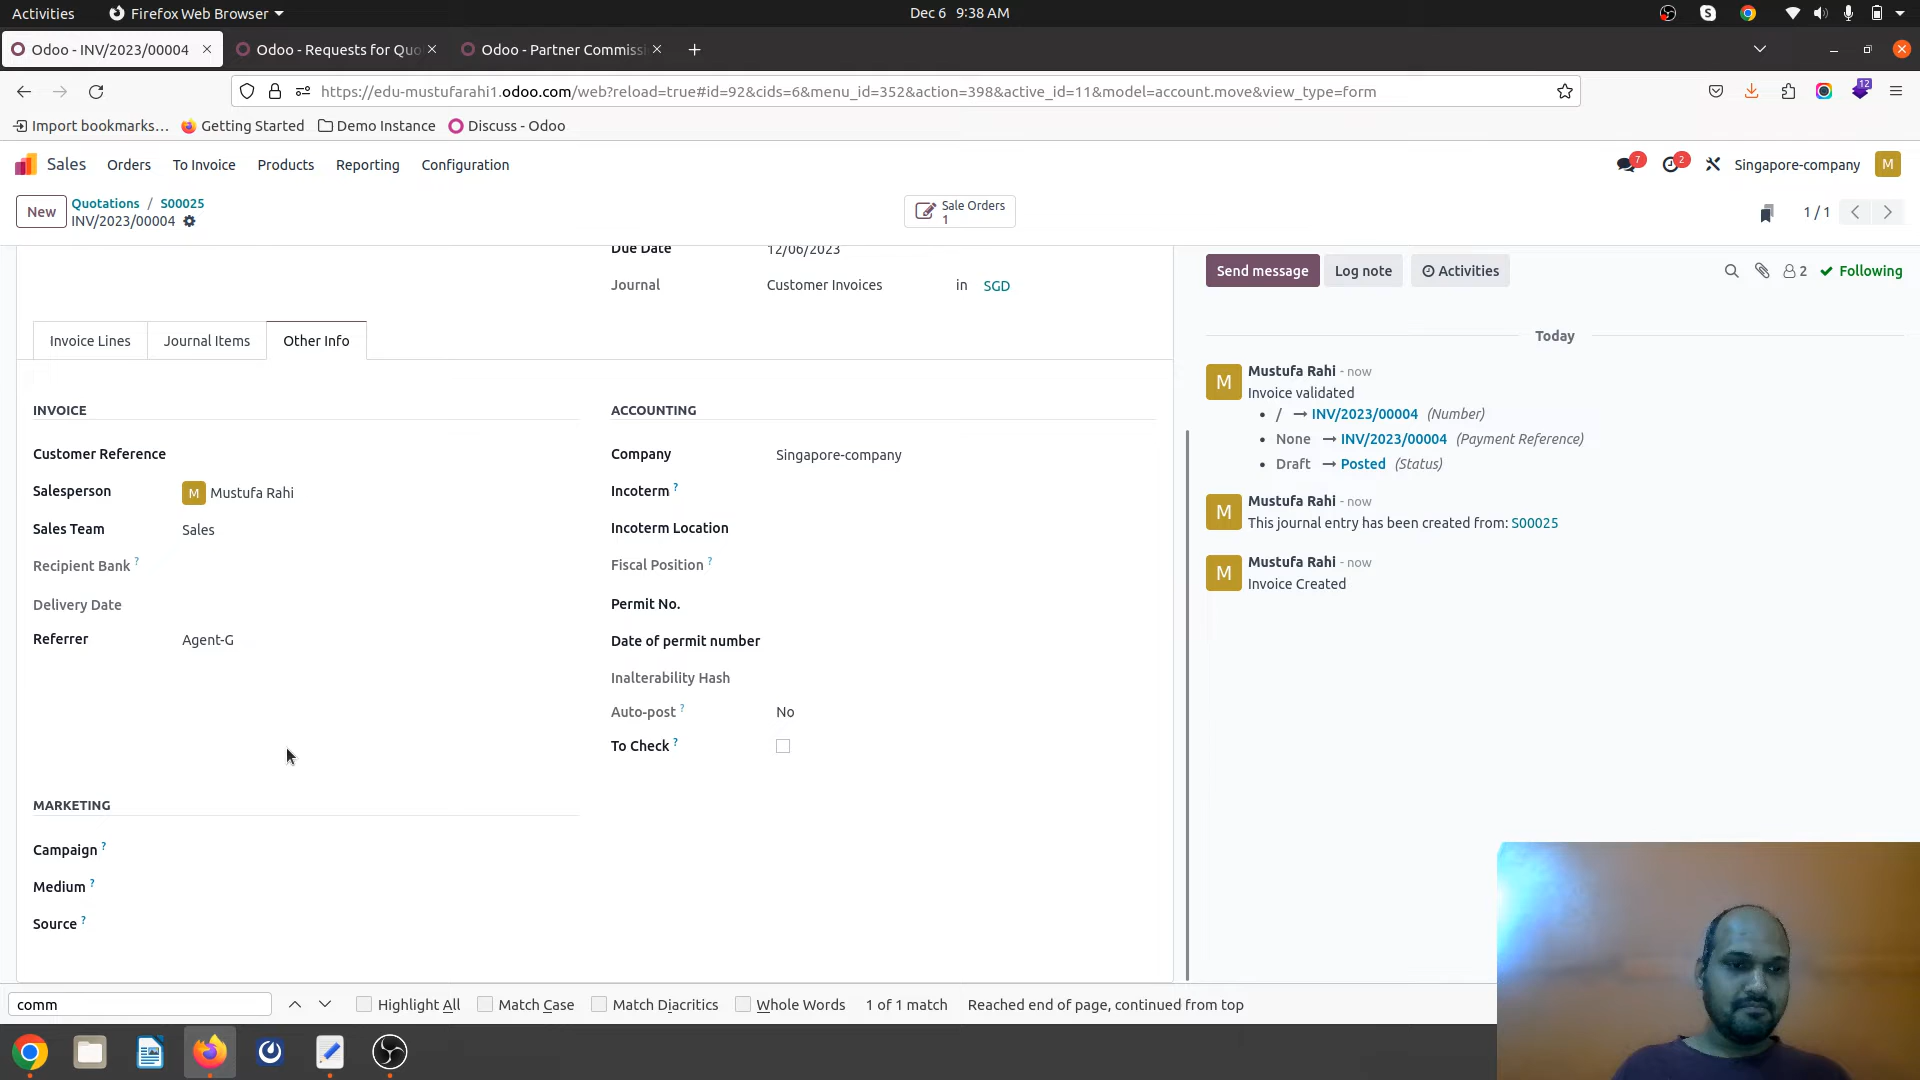 Activities
Firefox Web Browser
Dec 6 9:38 AM
Odoo - INV/2023/00004
Odoo - Requests for Quo
Odoo - Partner Commissi
12
https://edu-mustufarahi1.odoo.com/web?reload=true#id=92&cids=6&menu_id=352&action=398&active_id=11&model=account.move&view_type=form
Import bookmarks…
Getting Started
Demo Instance
Discuss - Odoo
Sales
Orders
To Invoice
Products
Reporting
Configuration
7
2
Singapore-company
M
New
Quotations / S00025
INV/2023/00004
Sale Orders
1
1 / 1
Due Date 12/06/2023
Journal Customer Invoices in SGD
Send message
Log note
Activities
2
Following
Invoice Lines
Journal Items
Other Info
INVOICE
Customer Reference
Salesperson M Mustufa Rahi
Sales Team Sales
Recipient Bank ?
Delivery Date
Referrer Agent-G
ACCOUNTING
Company Singapore-company
Incoterm ?
Incoterm Location
Fiscal Position ?
Permit No.
Date of permit number
Inalterability Hash
Auto-post ? No
To Check ?
MARKETING
Campaign ?
Medium ?
Source ?
Today
M
Mustufa Rahi - now
Invoice validated
• / → INV/2023/00004 (Number)
• None → INV/2023/00004 (Payment Reference)
• Draft → Posted (Status)
M
Mustufa Rahi - now
This journal entry has been created from: S00025
M
Mustufa Rahi - now
Invoice Created
comm
Highlight All
Match Case
Match Diacritics
Whole Words
1 of 1 match
Reached end of page, continued from top